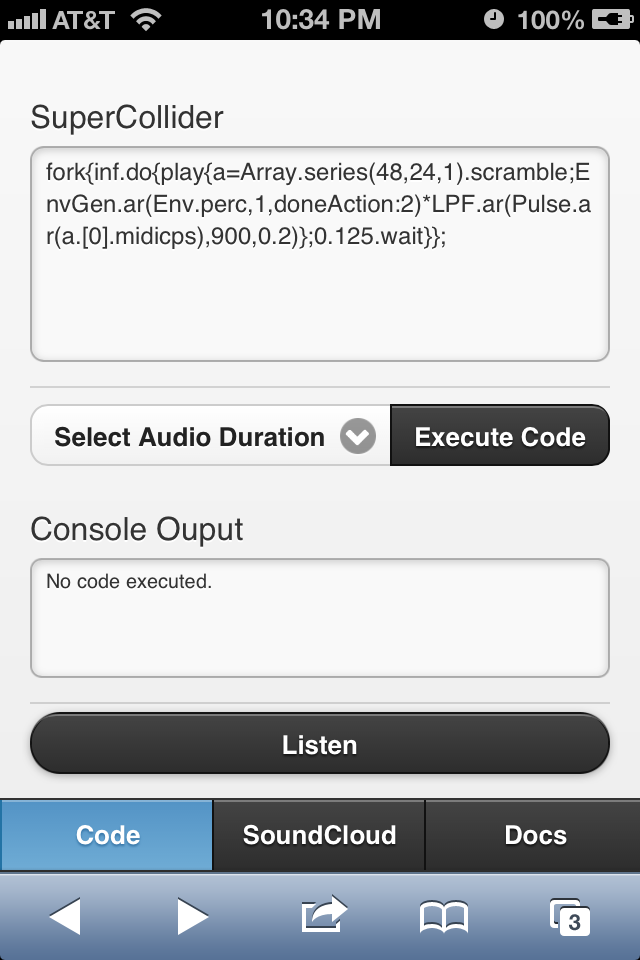 AT&T 10:34 PM 100%
SuperCollider
fork{inf.do{play{a=Array.series(48,24,1).scramble;E
nvGen.ar(Env.perc,1,doneAction:2)*LPF.ar(Pulse.a
r(a.[0].midicps),900,0.2)};0.125.wait}};
Select Audio Duration Execute Code
Console Ouput
No code executed.
Listen
Code SoundCloud Docs
3